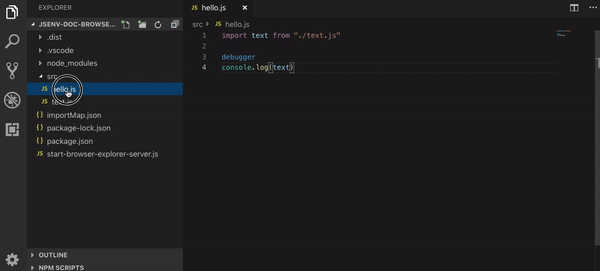 EXPLORER
JSENV-DOC-BROWSE...
.dist
.vscode
node_modules
src
JS hello.js
JS
{} importMap.json
{} package-lock.json
{} package.json
JS start-browser-explorer-server.js
OUTLINE
NPM SCRIPTS
JS hello.js ×
src › JS hello.js
1 import text from "./text.js"
2
3 debugger
4 console.log(text)